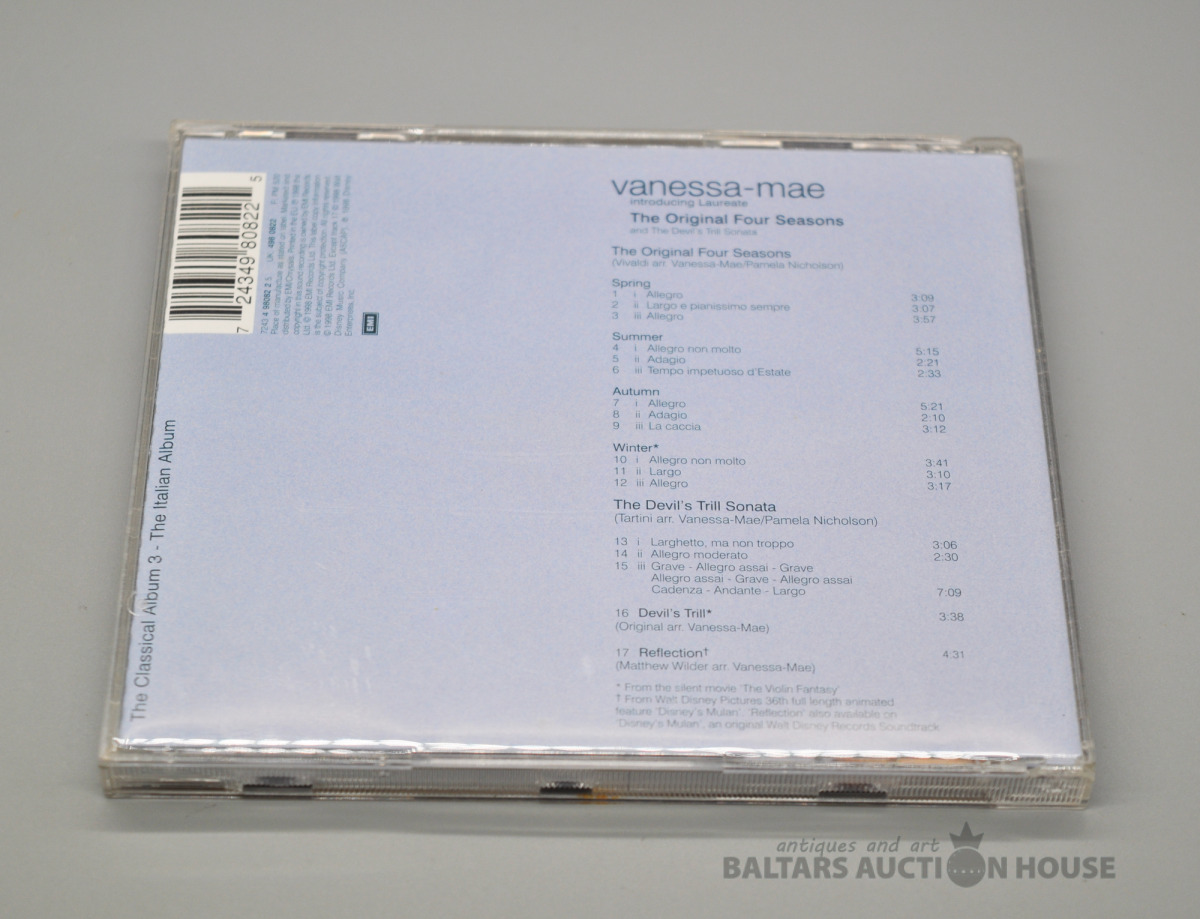 vanessa-mae
introducing Laureate
The Original Four Seasons
and The Devil's Trill Sonata
The Original Four Seasons
(Vivaldi arr. Vanessa-Mae/Pamela Nicholson)
Spring
1 i Allegro 3:09
2 ii Largo e pianissimo sempre 3:07
3 iii Allegro 3:57
Summer
4 i Allegro non molto 5:15
5 ii Adagio 2:21
6 iii Tempo impetuoso d'Estate 2:33
Autumn
7 i Allegro 5:21
8 ii Adagio 2:10
9 iii La caccia 3:12
Winter*
10 i Allegro non molto 3:41
11 ii Largo 3:10
12 iii Allegro 3:17
The Devil's Trill Sonata
(Tartini arr. Vanessa-Mae/Pamela Nicholson)
13 i Larghetto, ma non troppo 3:06
14 ii Allegro moderato 2:30
15 iii Grave - Allegro assai - Grave
Allegro assai - Grave - Allegro assai
Cadenza - Andante - Largo 7:09
16 Devil's Trill* 3:38
(Original arr. Vanessa-Mae)
17 Reflection† 4:31
(Matthew Wilder arr. Vanessa-Mae)
* From the silent movie 'The Violin Fantasy'
† From Walt Disney Pictures 36th full length animated
feature 'Disney's Mulan'. 'Reflection' also available on
'Disney's Mulan', an original Walt Disney Records Soundtrack
The Classical Album 3 - The Italian Album
7 24349 80822 5
EMI
antiques and art
BALTARS AUCTION HOUSE